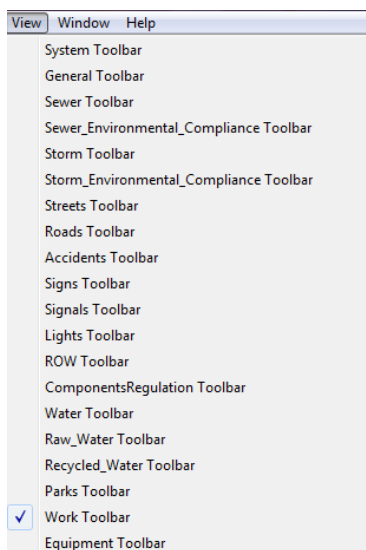 View Window Help
System Toolbar
General Toolbar
Sewer Toolbar
Sewer_Environmental_Compliance Toolbar
Storm Toolbar
Storm_Environmental_Compliance Toolbar
Streets Toolbar
Roads Toolbar
Accidents Toolbar
Signs Toolbar
Signals Toolbar
Lights Toolbar
ROW Toolbar
ComponentsRegulation Toolbar
Water Toolbar
Raw_Water Toolbar
Recycled_Water Toolbar
Parks Toolbar
Work Toolbar
Equipment Toolbar